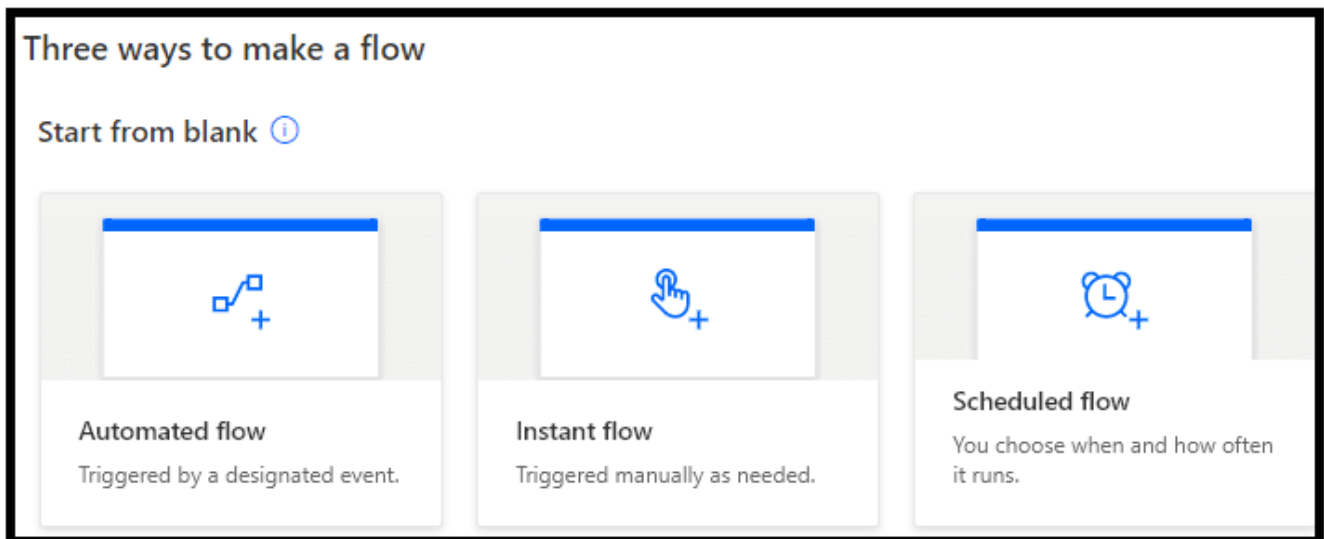 Three ways to make a flow
Start from blank
Automated flow
Triggered by a designated event.
Instant flow
Triggered manually as needed.
Scheduled flow
You choose when and how often
it runs.